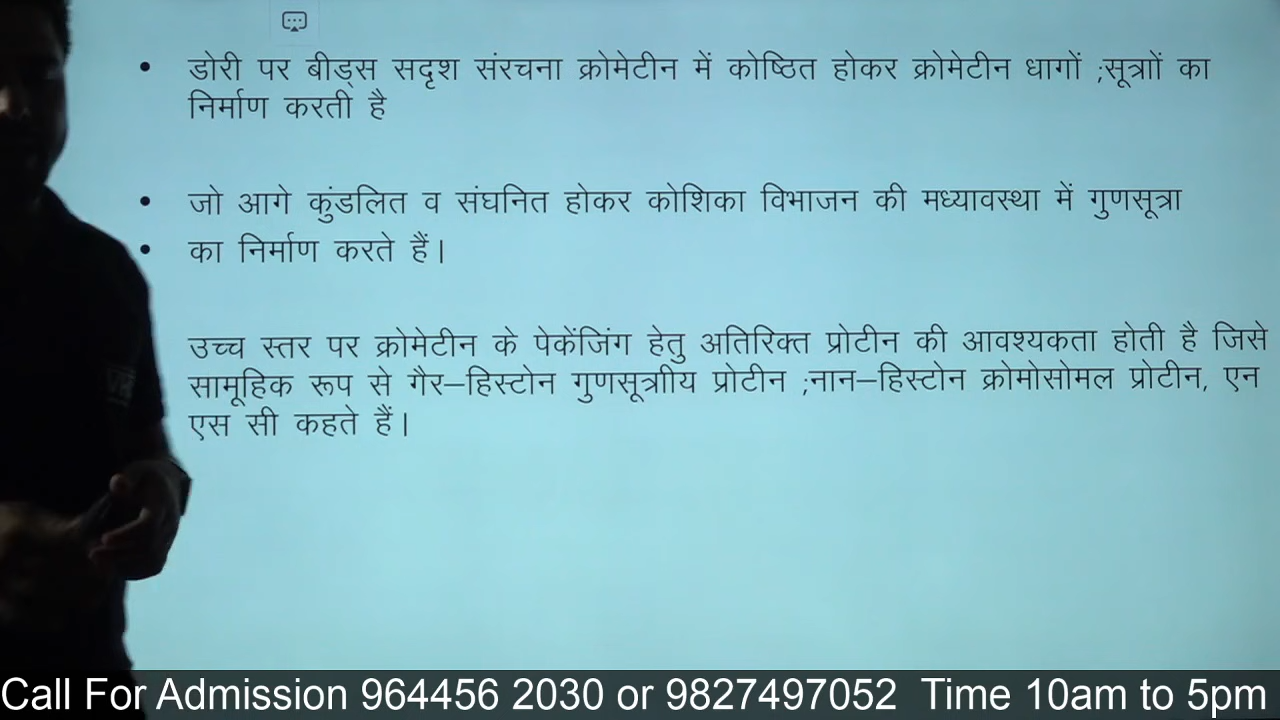 • डोरी पर बीड्स सदृश संरचना क्रोमेटीन में कोष्ठित होकर क्रोमेटीन धागों ;सूत्राों का
निर्माण करती है
• जो आगे कुंडलित व संघनित होकर कोशिका विभाजन की मध्यावस्था में गुणसूत्रा
• का निर्माण करते हैं।
उच्च स्तर पर क्रोमेटीन के पेकेंजिंग हेतु अतिरिक्त प्रोटीन की आवश्यकता होती है जिसे
सामूहिक रूप से गैर–हिस्टोन गुणसूत्राीय प्रोटीन ;नान–हिस्टोन क्रोमोसोमल प्रोटीन, एन
एस सी कहते हैं।
Call For Admission 964456 2030 or 9827497052 Time 10am to 5pm